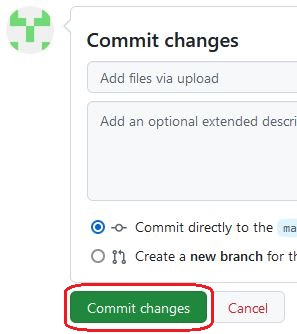 Commit changes
Add files via upload
Add an optional extended descri
Commit directly to the ma
Create a new branch for th
Commit changes
Cancel